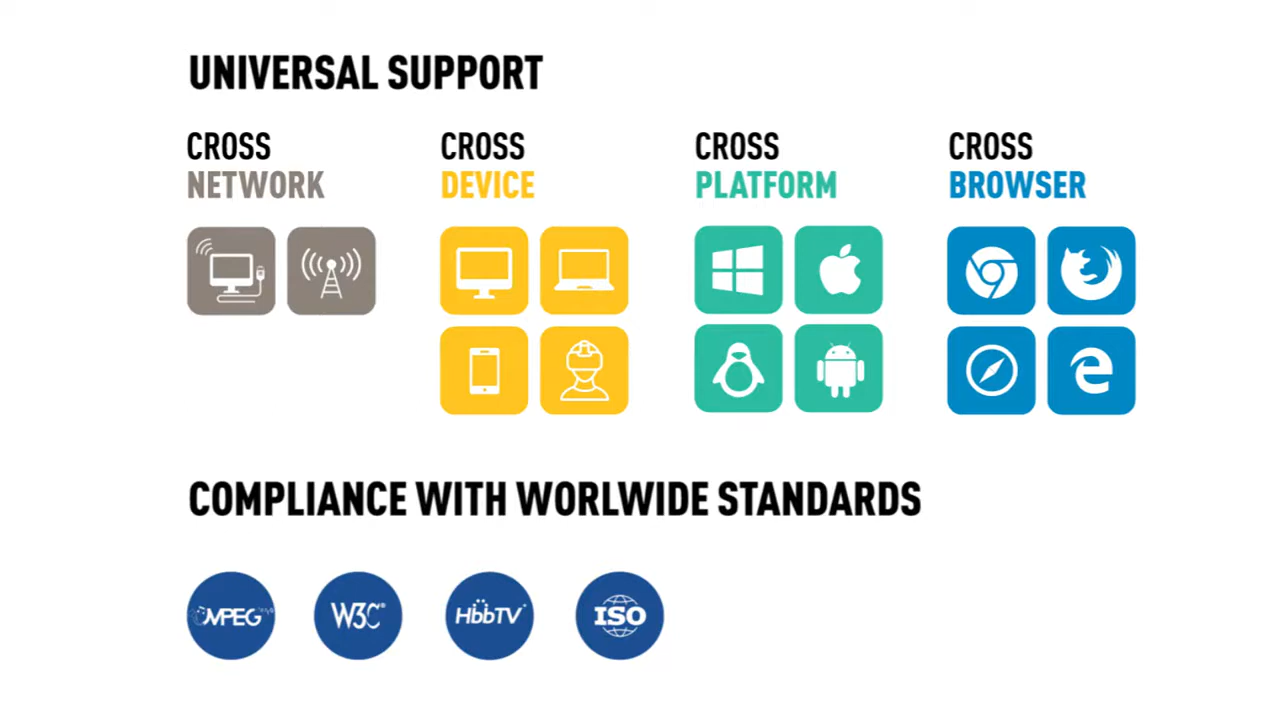 UNIVERSAL SUPPORT
CROSS
NETWORK
CROSS
DEVICE
CROSS
PLATFORM
CROSS
BROWSER
COMPLIANCE WITH WORLWIDE STANDARDS
MPEG
W3C®
HbbTV
ISO